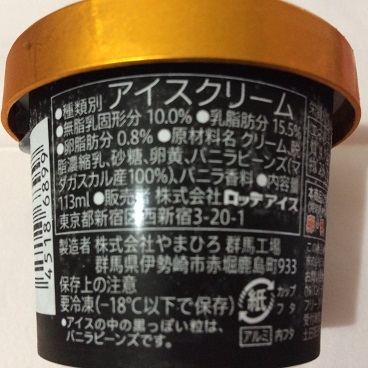 ●種類別 アイスクリーム
●無脂乳固形分 10.0% ●乳脂肪分 15.5%
●卵脂肪分 0.8% ●原材料名 クリーム、脱
脂濃縮乳、砂糖、卵黄、バニラビーンズ(マ
ダガスカル産100%)、バニラ香料 ●内容量
113ml ●販売者 株式会社ロッテアイス
東京都新宿区西新宿3-20-1
製造者 株式会社やまひろ 群馬工場
群馬県伊勢崎市赤堀鹿島町933
保存上の注意
要冷凍(-18℃以下で保存)
●アイスの中の黒っぽい粒は、
バニラビーンズです。
紙 カップ
フタ
アルミ 内フタ
4518 6899